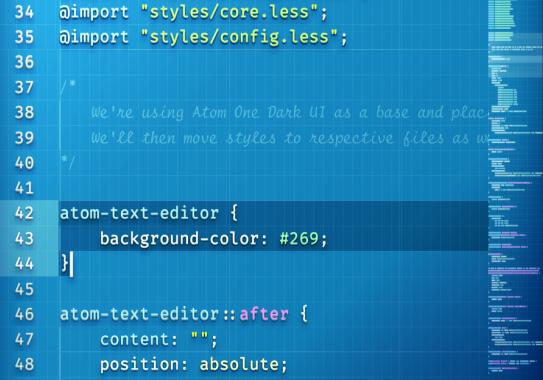 34 @import "styles/core.less";
35 @import "styles/config.less";
36
37 /*
38 We're using Atom One Dark UI as a base and plac
39 We'll then move styles to respective files as w
40 */
41
42 atom-text-editor {
43 background-color: #269;
44 }
45
46 atom-text-editor::after {
47 content: "";
48 position: absolute;